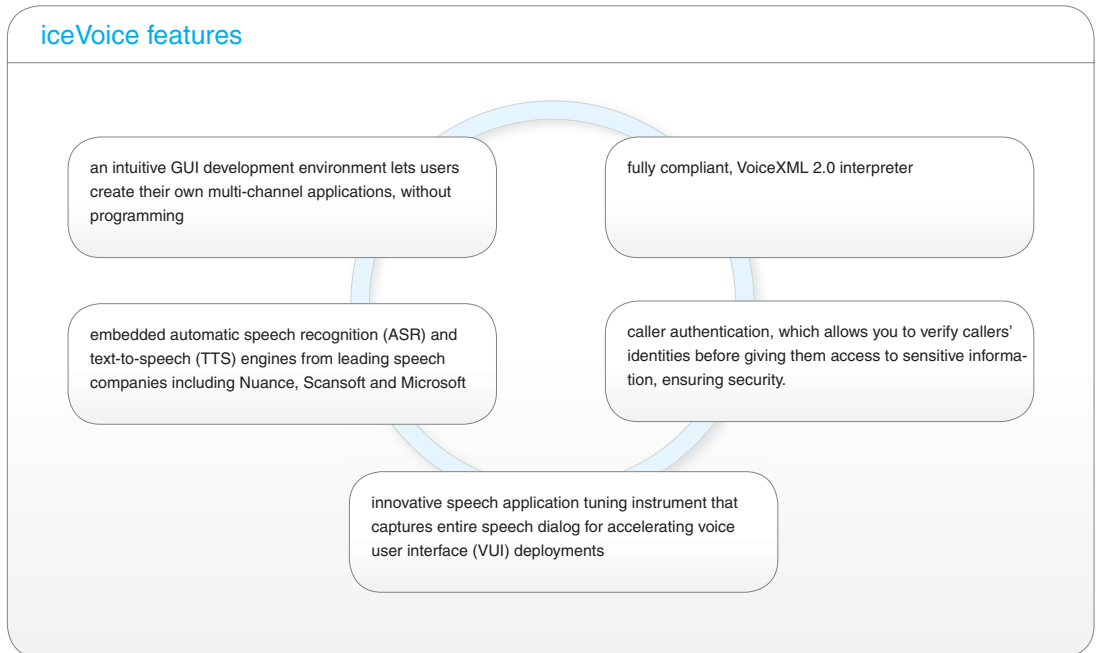 iceVoice features
an intuitive GUI development environment lets users
create their own multi-channel applications, without
programming
fully compliant, VoiceXML 2.0 interpreter
embedded automatic speech recognition (ASR) and
text-to-speech (TTS) engines from leading speech
companies including Nuance, Scansoft and Microsoft
caller authentication, which allows you to verify callers’
identities before giving them access to sensitive informa-
tion, ensuring security.
innovative speech application tuning instrument that
captures entire speech dialog for accelerating voice
user interface (VUI) deployments